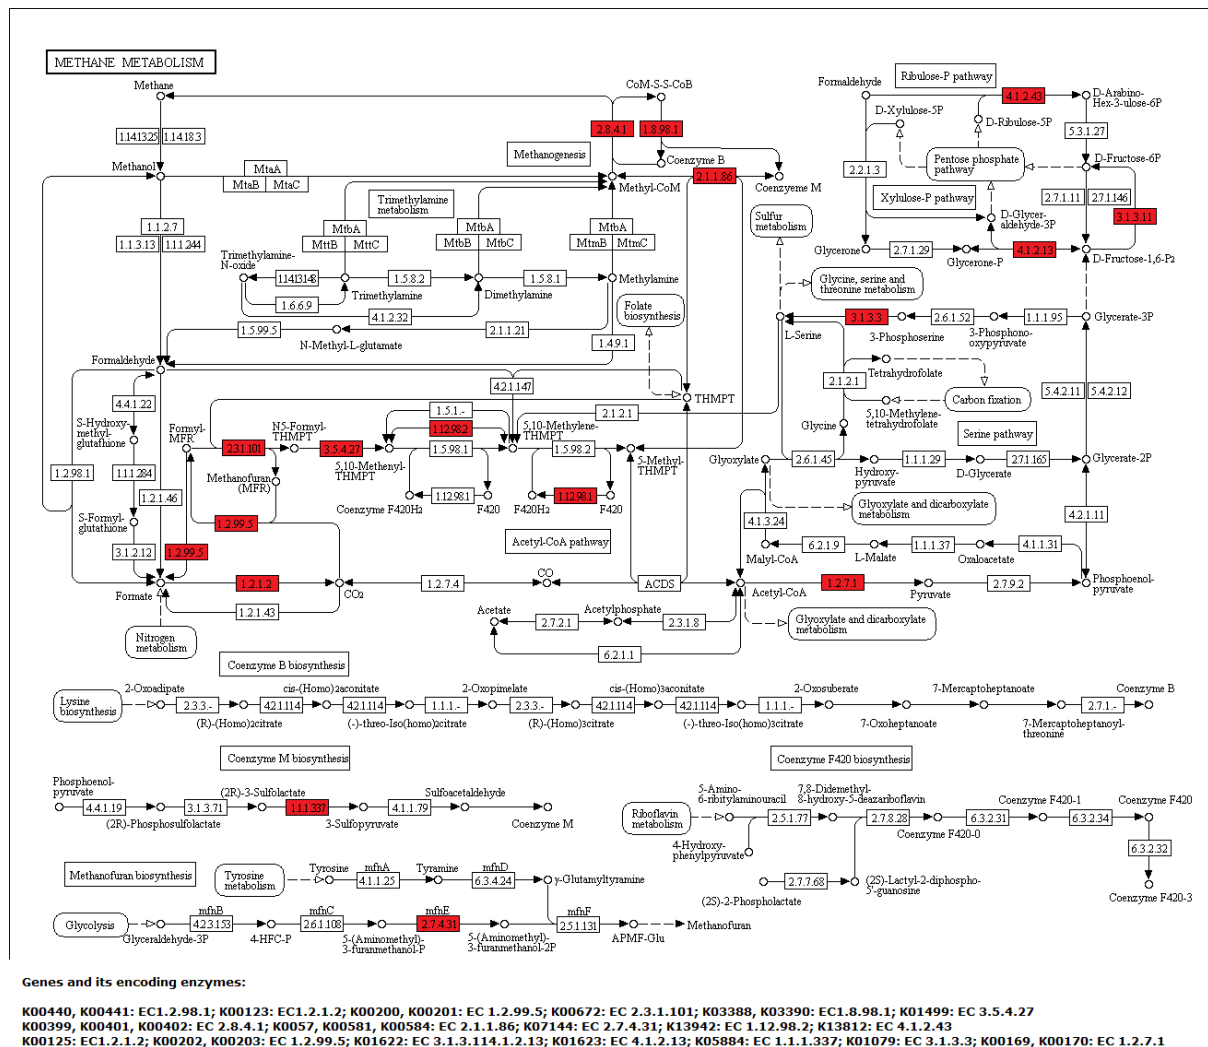 METHANE METABOLISM
Methane
CoM-S-S-CoB
Formaldehyde
Ribulose-P pathway
D-Arabino-
Hex-3-ulose-6P
4.1.2.43
D-Xylulose-5P
D-Ribulose-5P
1.14.13.25
1.14.18.3
2.8.4.1
1.8.98.1
5.3.1.27
Methanogenesis
Coenzyme B
Methanol
MtaA
MtaB
MtaC
Methyl-CoM
2.1.1.86
Coenzyeme M
2.2.1.3
Pentose phosphate
pathway
D-Fructose-6P
Xylulose-P pathway
2.7.1.11
2.7.1.146
3.1.3.11
Trimethylamine
metabolism
Sulfur
metabolism
D-Glycer-
aldehyde-3P
1.1.2.7
1.1.3.13
1.1.1.244
MtbA
MttB
MttC
MtbA
MtbB
MtbC
MtbA
MtmB
MtmC
Glycerone
2.7.1.29
Glycerone-P
4.1.2.13
D-Fructose-1,6-P2
Trimethylamine-
N-oxide
1.14.13.148
1.5.8.2
1.5.8.1
Trimethylamine
Dimethylamine
Methylamine
Glycine, serine and
threonine metabolism
1.6.6.9
4.1.2.32
Folate
biosynthesis
1.5.99.5
2.1.1.21
N-Methyl-L-glutamate
1.4.9.1
L-Serine
3.1.3.3
3-Phosphoserine
2.6.1.52
3-Phosphono-
oxypyruvate
1.1.1.95
Glycerate-3P
Formaldehyde
4.2.1.147
THMPT
2.1.2.1
Tetrahydrofolate
5.4.2.11
5.4.2.12
4.4.1.22
S-Hydroxy-
methyl-
glutathione
Formyl-
MFR
N5-Formyl-
THMPT
1.5.1.-
1.12.98.2
5,10-Methylene-
THMPT
2.1.2.1
5,10-Methylene-
tetrahydrofolate
Carbon fixation
Glycine
Serine pathway
2.3.1.101
3.5.4.27
5,10-Methenyl-
THMPT
1.5.98.1
1.5.98.2
5-Methyl-
THMPT
Glyoxylate
2.6.1.45
Hydroxy-
pyruvate
1.1.1.29
D-Glycerate
2.7.1.165
Glycerate-2P
1.2.98.1
1.1.1.284
1.2.1.46
Methanofuran
(MFR)
1.12.98.1
1.12.98.1
Coenzyme F420H2
F420
F420H2
F420
Glyoxylate and dicarboxylate
metabolism
S-Formyl-
glutathione
1.2.99.5
4.1.3.24
4.2.1.11
3.1.2.12
1.2.99.5
Acetyl-CoA pathway
Malyl-CoA
6.2.1.9
L-Malate
1.1.1.37
Oxaloacetate
4.1.1.31
Formate
1.2.1.2
CO2
1.2.7.4
CO
ACDS
Acetyl-CoA
1.2.7.1
Pyruvate
2.7.9.2
Phosphoenol-
pyruvate
1.2.1.43
Acetate
2.7.2.1
Acetylphosphate
2.3.1.8
6.2.1.1
Glyoxylate and dicarboxylate
metabolism
Nitrogen
metabolism
Coenzyme B biosynthesis
Lysine
biosynthesis
2-Oxoadipate
2.3.3.-
(R)-(Homo)2citrate
4.2.1.114
cis-(Homo)2aconitate
4.2.1.114
(-)-threo-Iso(homo)2citrate
1.1.1.-
2-Oxopimelate
2.3.3.-
(R)-(Homo)3citrate
4.2.1.114
cis-(Homo)3aconitate
4.2.1.114
(-)-threo-Iso(homo)3citrate
1.1.1.-
2-Oxosuberate
7-Oxoheptanoate
7-Mercaptoheptanoate
7-Mercaptoheptanoyl-
threonine
2.7.1.-
Coenzyme B
Coenzyme M biosynthesis
Phosphoenol-
pyruvate
4.4.1.19
(2R)-Phosphosulfolactate
3.1.3.71
(2R)-3-Sulfolactate
1.1.1.337
3-Sulfopyruvate
4.1.1.79
Sulfoacetaldehyde
Coenzyme M
Coenzyme F420 biosynthesis
Riboflavin
metabolism
5-Amino-
6-ribitylaminouracil
2.5.1.77
4-Hydroxy-
phenylpyruvate
7,8-Didemethyl-
8-hydroxy-5-deazariboflavin
2.7.8.28
Coenzyme F420-0
6.3.2.31
Coenzyme F420-1
6.3.2.34
Coenzyme F420
6.3.2.32
Coenzyme F420-3
2.7.7.68
(2S)-2-Phospholactate
(2S)-Lactyl-2-diphospho-
5'-guanosine
Methanofuran biosynthesis
Tyrosine
metabolism
Tyrosine
mfnA
4.1.1.25
Tyramine
mfnD
6.3.4.24
γ-Glutamyltyramine
Glycolysis
Glyceraldehyde-3P
mfnB
4.2.3.153
4-HFC-P
mfnC
2.6.1.108
5-(Aminomethyl)-
3-furanmethanol-P
mfnE
2.7.4.31
5-(Aminomethyl)-
3-furanmethanol-2P
mfnF
2.5.1.131
APMF-Glu
Methanofuran
Genes and its encoding enzymes:
K00440, K00441: EC1.2.98.1; K00123: EC1.2.1.2; K00200, K00201: EC 1.2.99.5; K00672: EC 2.3.1.101; K03388, K03390: EC1.8.98.1; K01499: EC 3.5.4.27
K00399, K00401, K00402: EC 2.8.4.1; K0057, K00581, K00584: EC 2.1.1.86; K07144: EC 2.7.4.31; K13942: EC 1.12.98.2; K13812: EC 4.1.2.43
K00125: EC1.2.1.2; K00202, K00203: EC 1.2.99.5; K01622: EC 3.1.3.114.1.2.13; K01623: EC 4.1.2.13; K05884: EC 1.1.1.337; K01079: EC 3.1.3.3; K00169, K00170: EC 1.2.7.1